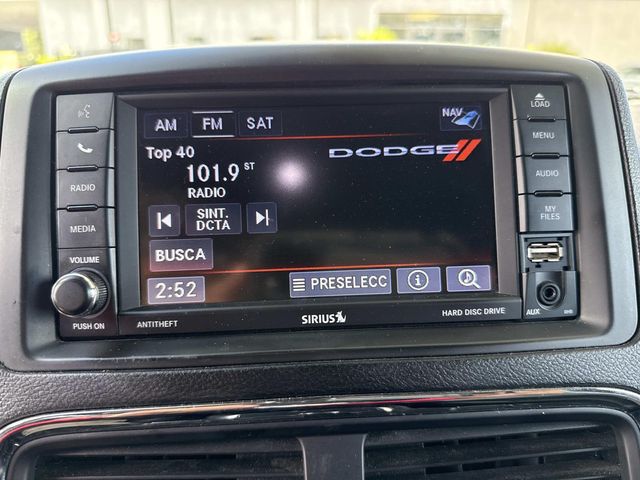 AM FM SAT NAV
LOAD
MENU
Top 40
DODGE
101.9 ST
RADIO
RADIO
AUDIO
SINT.
DCTA
MY
FILES
MEDIA
BUSCA
VOLUME
2:52
PRESELECC
PUSH ON
ANTITHEFT
SIRIUS
HARD DISC DRIVE
AUX